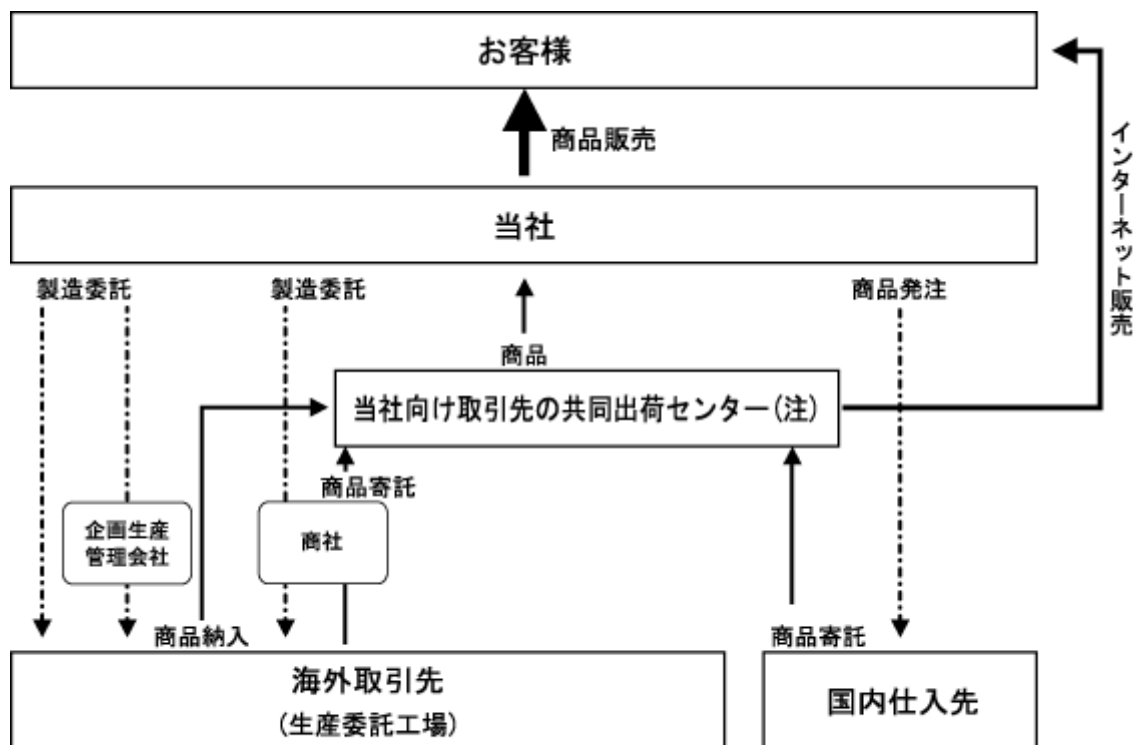 お客様
商品販売
インターネット販売
当社
製造委託
製造委託
商品発注
商品
当社向け取引先の共同出荷センター(注)
商品寄託
企画生産
管理会社
商社
商品納入
商品寄託
海外取引先
(生産委託工場)
国内仕入先